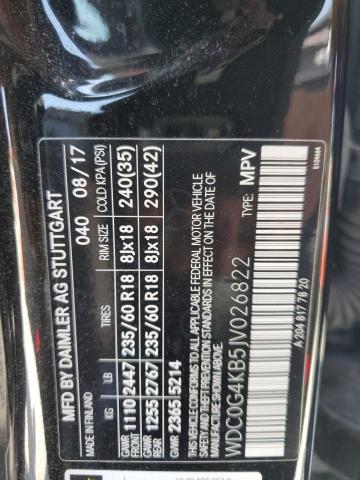 MFD BY DAIMLER AG STUTTGART
MADE IN FINLAND 040 08/17
KG LB TIRES RIM SIZE COLD KPA(PSI)
GAWR FRONT 1110 2447 235/60 R18 8Jx18 240(35)
GAWR REAR 1255 2767 235/60 R18 8Jx18 290(42)
GVWR 2365 5214
THIS VEHICLE CONFORMS
TO ALL APPLICABLE FEDERAL MOTOR VEHICLE
SAFETY, BUMPER, AND THEFT PREVENTION
STANDARDS IN EFFECT ON THE DATE OF
MANUFACTURE SHOWN ABOVE.
WDC0G4KB5JV026822
TYPE: MPV
A 204 817 78 20